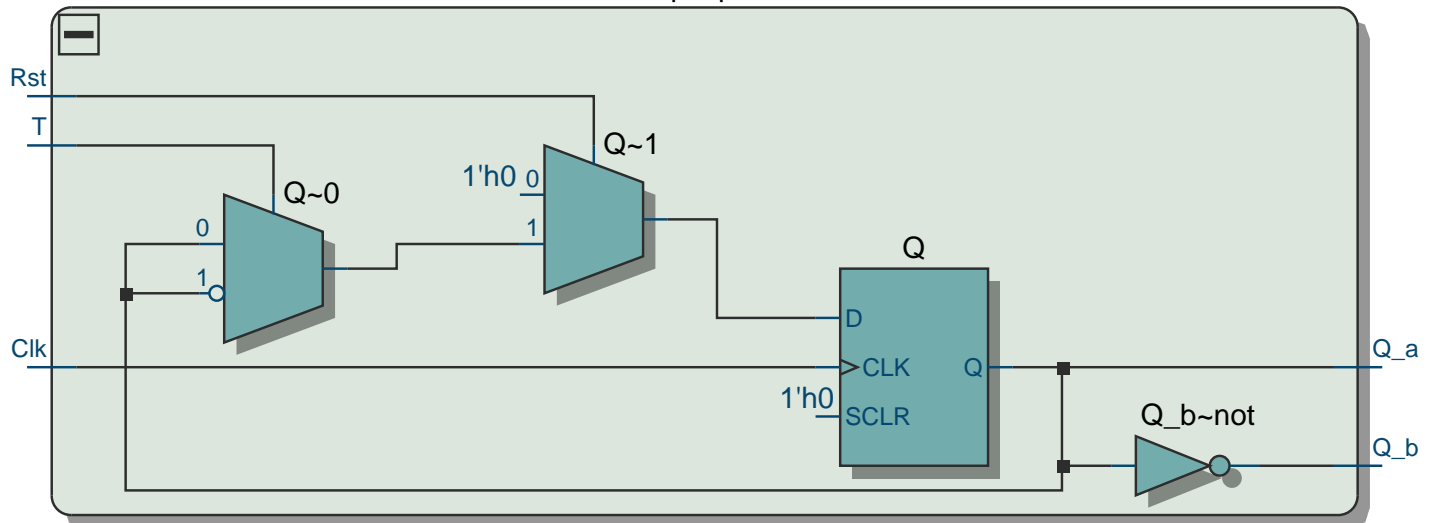 Rst
T
Q~1
1'h0 0
Q~0
0
1
1
Q
Clk
D
CLK
Q
Q_a
1'h0
SCLR
Q_b~not
Q_b